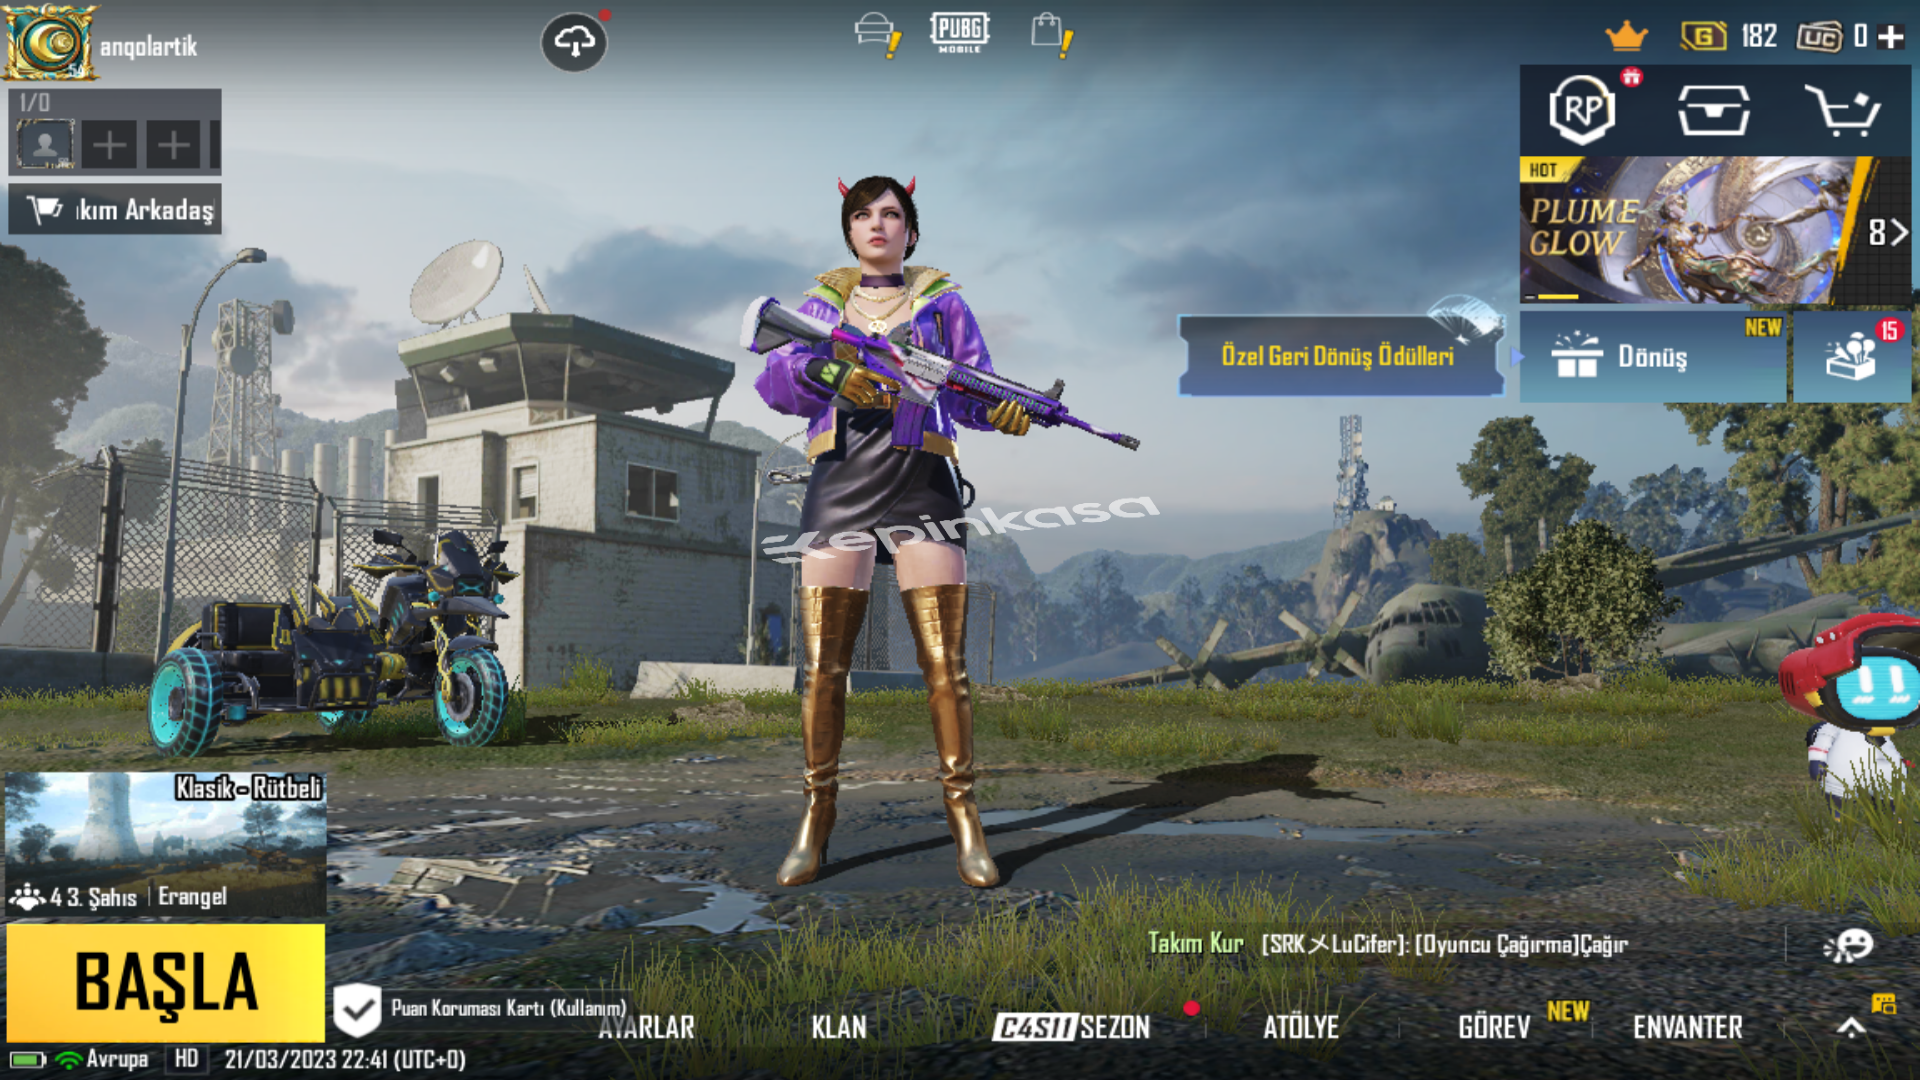 anqolartik
54
1/0
ıkım Arkadaş
PUBG
MOBILE
G 182
UC 0
RP
HOT
PLUME
GLOW
8
Özel Geri Dönüş Ödülleri
Dönüş
NEW
15
epinkasa
Klasik - Rütbeli
4 3. Şahıs | Erangel
BAŞLA
Takım Kur [SRKメLuCifer]: [Oyuncu Çağırma]Çağır
Puan Koruması Kartı (Kullanım)
AYARLAR
KLAN
C4S11 SEZON
ATÖLYE
GÖREV
NEW
ENVANTER
Avrupa HD 21/03/2023 22:41 (UTC+0)